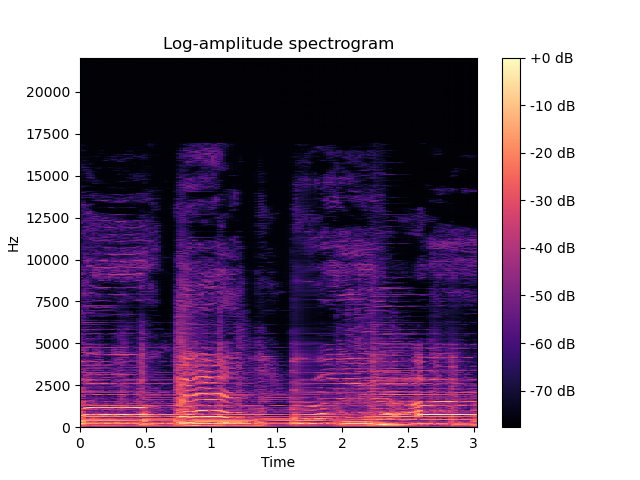 Log-amplitude spectrogram
Hz
20000
17500
15000
12500
10000
7500
5000
2500
0
0 0.5 1 1.5 2 2.5 3
Time
+0 dB
-10 dB
-20 dB
-30 dB
-40 dB
-50 dB
-60 dB
-70 dB